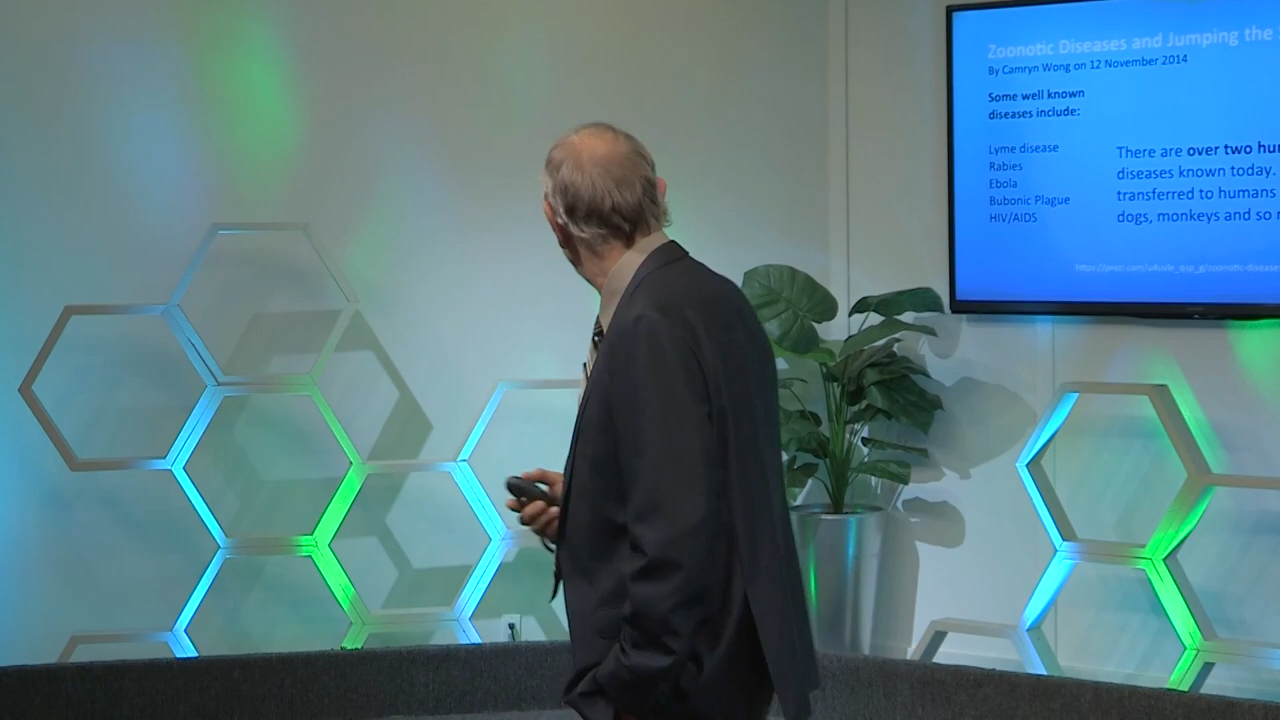 Zoonotic Diseases and Jumping the
By Camryn Wong on 12 November 2014
Some well known
diseases include:
Lyme disease
Rabies
Ebola
Bubonic Plague
HIV/AIDS
There are over two
diseases known today.
transferred to humans
dogs, monkeys and so